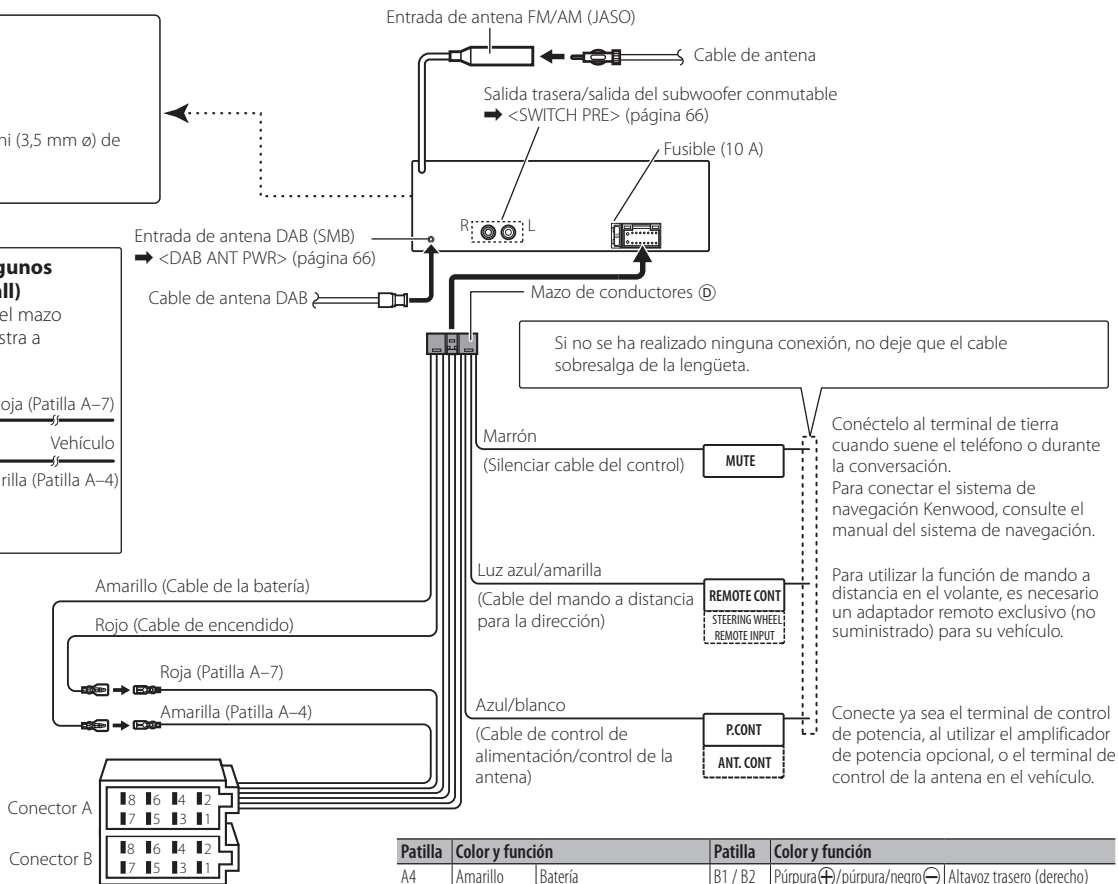 Entrada de antena FM/AM (JASO)
Cable de antena
Salida trasera/salida del subwoofer conmutable
➡ <SWITCH PRE> (página 66)
Fusible (10 A)
ni (3,5 mm ø) de
R
L
Entrada de antena DAB (SMB)
➡ <DAB ANT PWR> (página 66)
Cable de antena DAB
Mazo de conductores Ⓓ
gunos
all)
el mazo
stra a
oja (Patilla A–7)
Vehículo
rilla (Patilla A–4)
Si no se ha realizado ninguna conexión, no deje que el cable
sobresalga de la lengüeta.
Marrón
(Silenciar cable del control)
MUTE
Conéctelo al terminal de tierra
cuando suene el teléfono o durante
la conversación.
Para conectar el sistema de
navegación Kenwood, consulte el
manual del sistema de navegación.
Luz azul/amarilla
(Cable del mando a distancia
para la dirección)
REMOTE CONT
STEERING WHEEL
REMOTE INPUT
Para utilizar la función de mando a
distancia en el volante, es necesario
un adaptador remoto exclusivo (no
suministrado) para su vehículo.
Azul/blanco
(Cable de control de
alimentación/control de la
antena)
P.CONT
ANT. CONT
Conecte ya sea el terminal de control
de potencia, al utilizar el amplificador
de potencia opcional, o el terminal de
control de la antena en el vehículo.
Amarillo (Cable de la batería)
Rojo (Cable de encendido)
Roja (Patilla A–7)
Amarilla (Patilla A–4)
Conector A
8 6 4 2
7 5 3 1
Conector B
8 6 4 2
7 5 3 1
Patilla Color y función Patilla Color y función
A4 Amarillo Batería B1 / B2 Púrpura⊕/púrpura/negro⊖ Altavoz trasero (derecho)